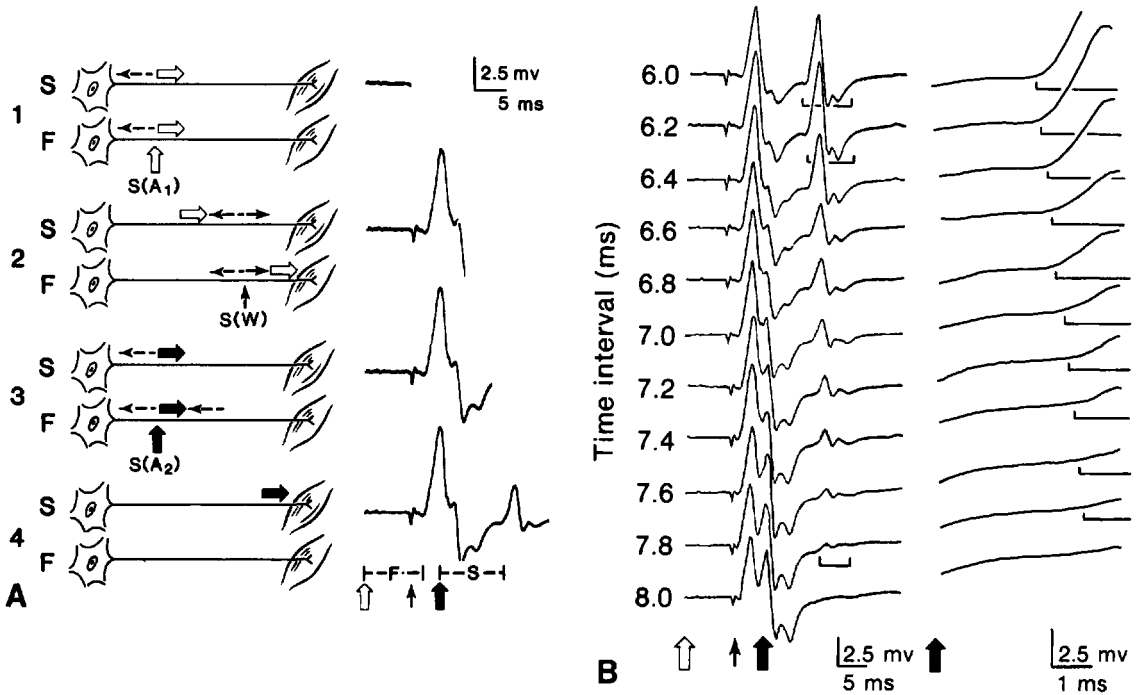 S
1
F
S(A1)
2.5 mv
5 ms
S
2
F
S(W)
S
3
F
S(A2)
S
4
F
F
S
A
Time interval (ms)
6.0
6.2
6.4
6.6
6.8
7.0
7.2
7.4
7.6
7.8
8.0
B
2.5 mv
5 ms
2.5 mv
1 ms